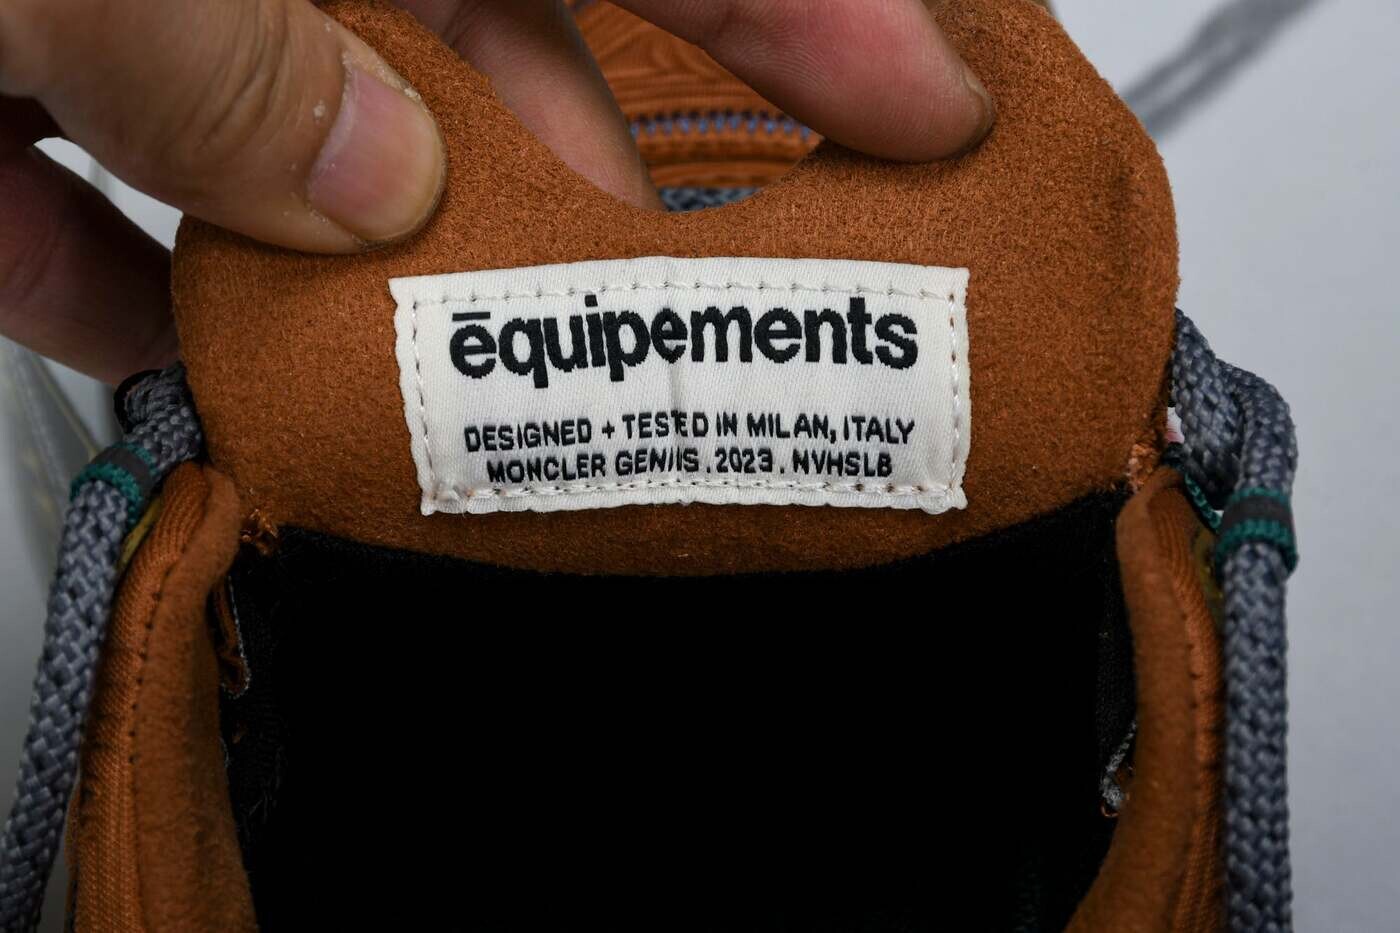 ēquipements
DESIGNED + TESTED IN MILAN, ITALY
MONCLER GENIUS . 2023 . NVHSLB